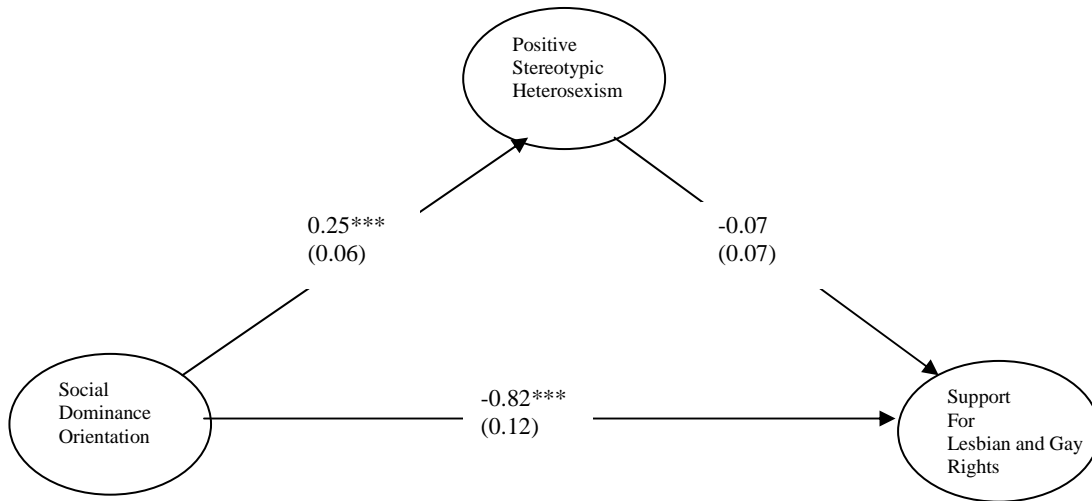 Positive
Stereotypic
Heterosexism
0.25***
(0.06)
-0.07
(0.07)
Social
Dominance
Orientation
-0.82***
(0.12)
Support
For
Lesbian and Gay
Rights